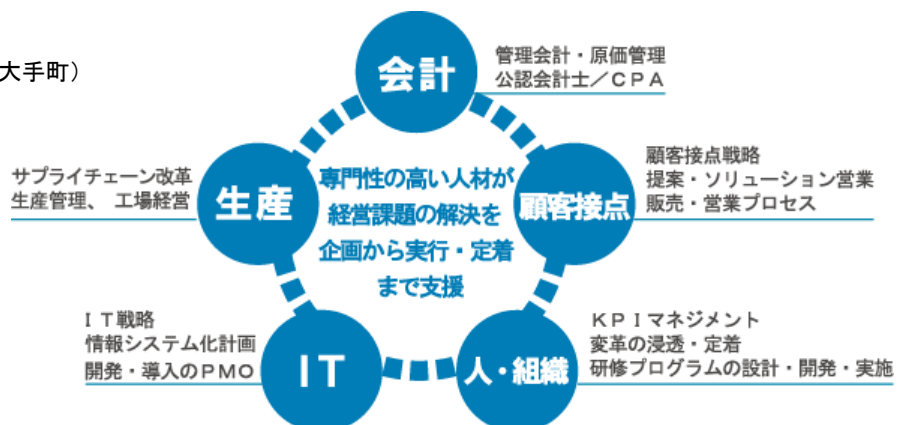 大手町）
会計
管理会計・原価管理
公認会計士／ＣＰＡ
サプライチェーン改革
生産管理、 工場経営
生産
専門性の高い人材が
経営課題の解決を
企画から実行・定着
まで支援
顧客接点
顧客接点戦略
提案・ソリューション営業
販売・営業プロセス
ＩＴ戦略
情報システム化計画
開発・導入のＰＭＯ
ＩＴ
人・組織
ＫＰＩマネジメント
変革の浸透・定着
研修プログラムの設計・開発・実施